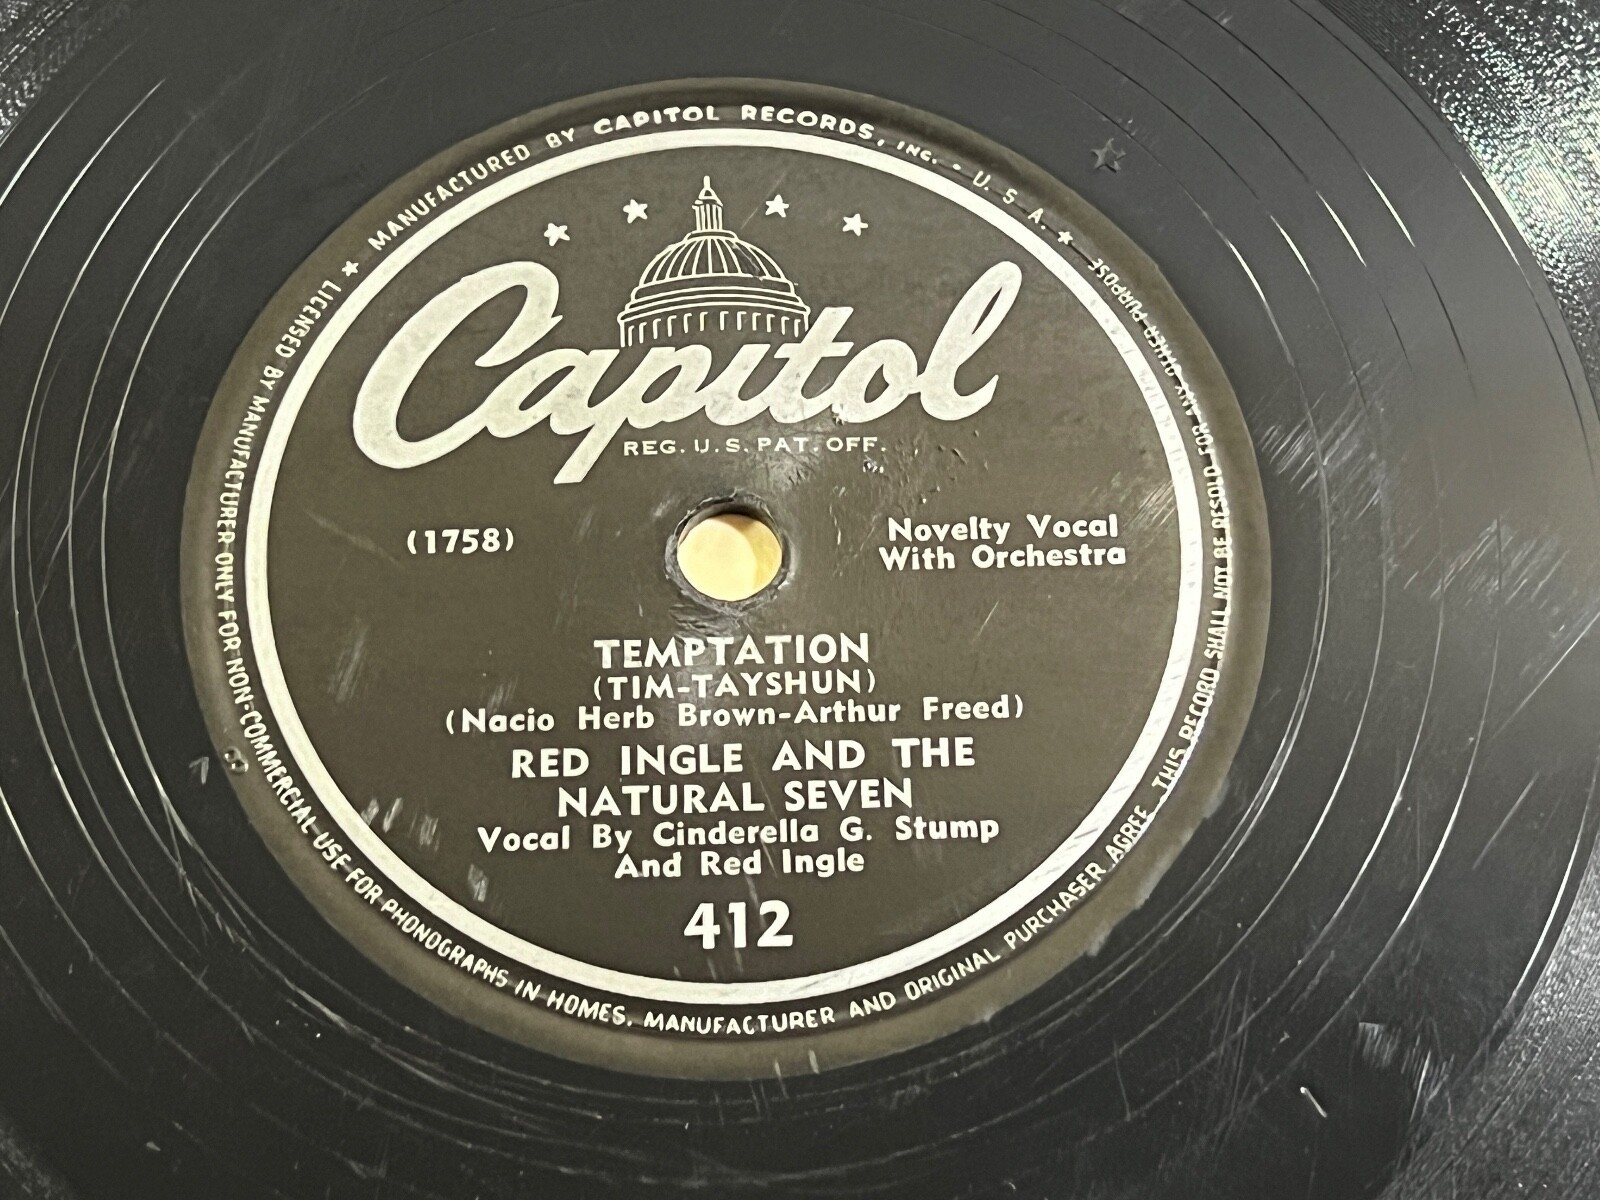 MANUFACTURED BY CAPITOL RECORDS, INC. - U. S. A.
Capitol
REG. U. S. PAT. OFF.
(1758)
Novelty Vocal
With Orchestra
TEMPTATION
(TIM-TAYSHUN)
(Nacio Herb Brown-Arthur Freed)
RED INGLE AND THE
NATURAL SEVEN
Vocal By Cinderella G. Stump
And Red Ingle
412
LICENSED BY MANUFACTURER ONLY FOR NON-COMMERCIAL USE FOR PHONOGRAPHS IN HOMES. MANUFACTURER AND ORIGINAL PURCHASER AGREE THIS RECORD SHALL NOT BE RESOLD FOR ANY OTHER PURPOSE